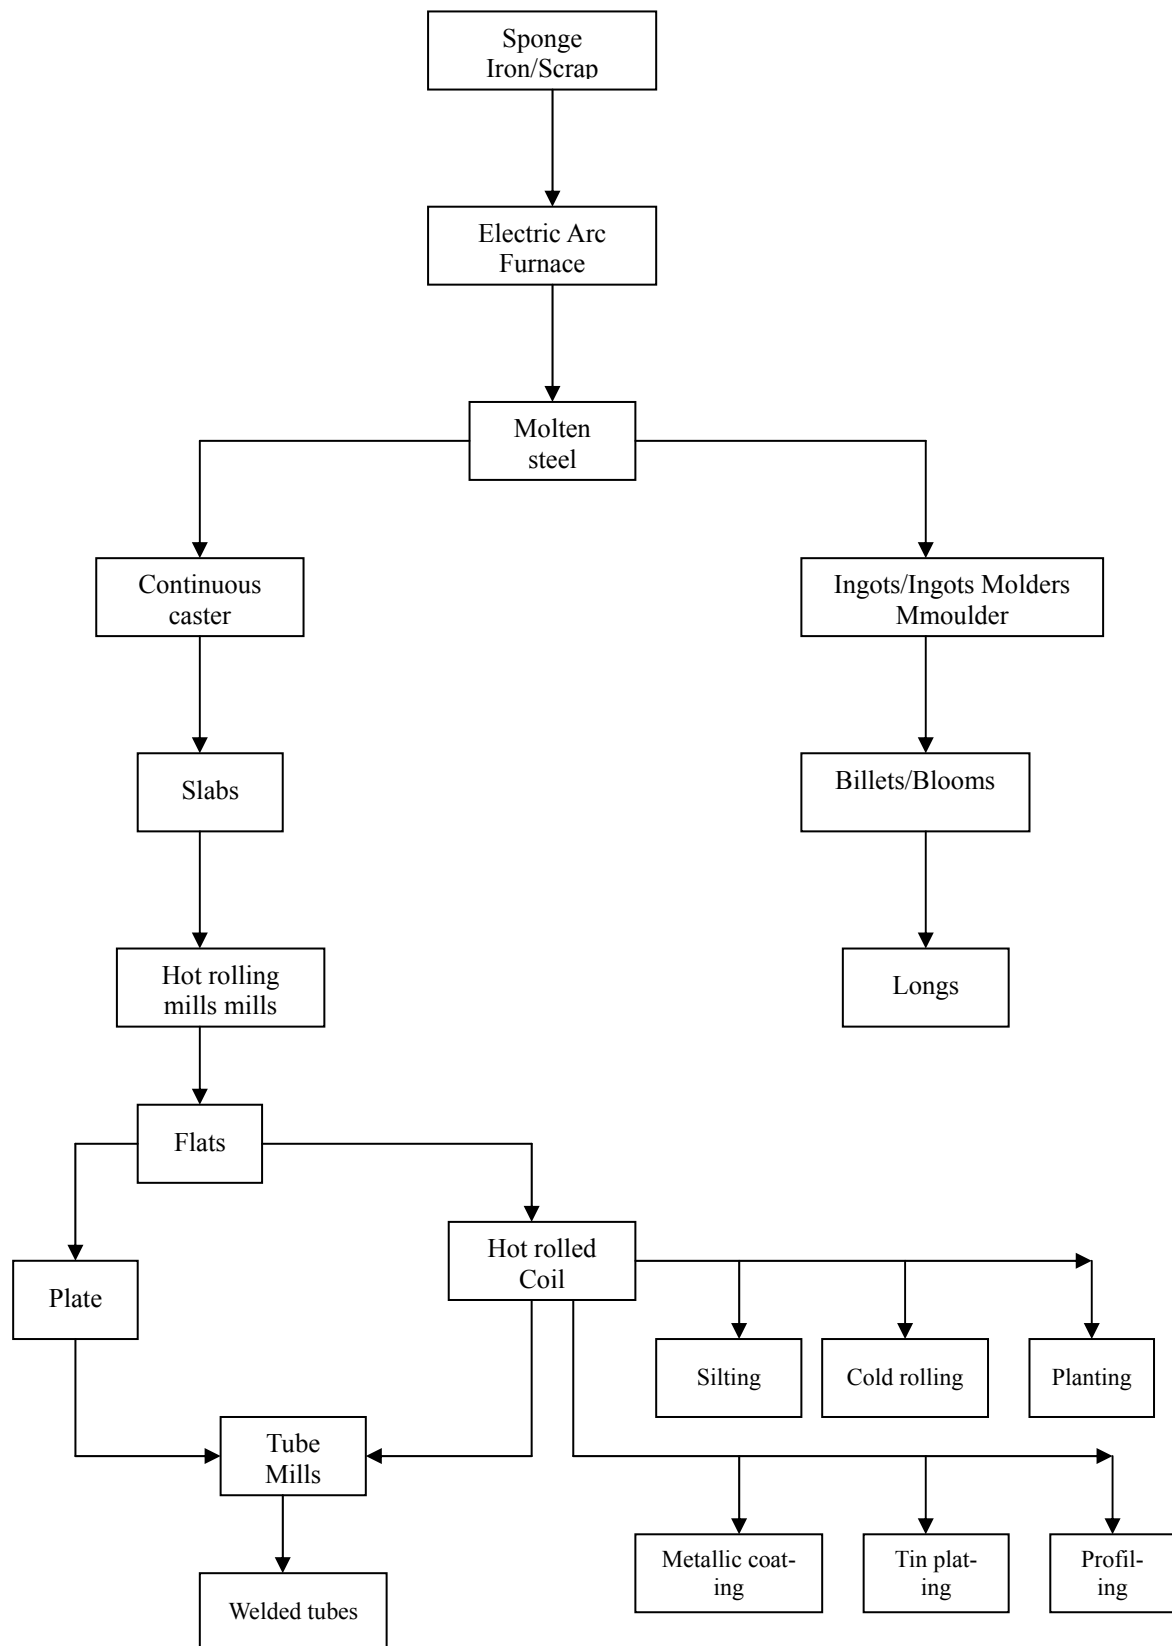 Sponge
Iron/Scrap
Electric Arc
Furnace
Molten
steel
Continuous
caster
Ingots/Ingots Molders
Mmoulder
Slabs
Billets/Blooms
Hot rolling
mills mills
Longs
Flats
Hot rolled
Coil
Plate
Silting
Cold rolling
Planting
Tube
Mills
Metallic coat-
ing
Tin plat-
ing
Profil-
ing
Welded tubes